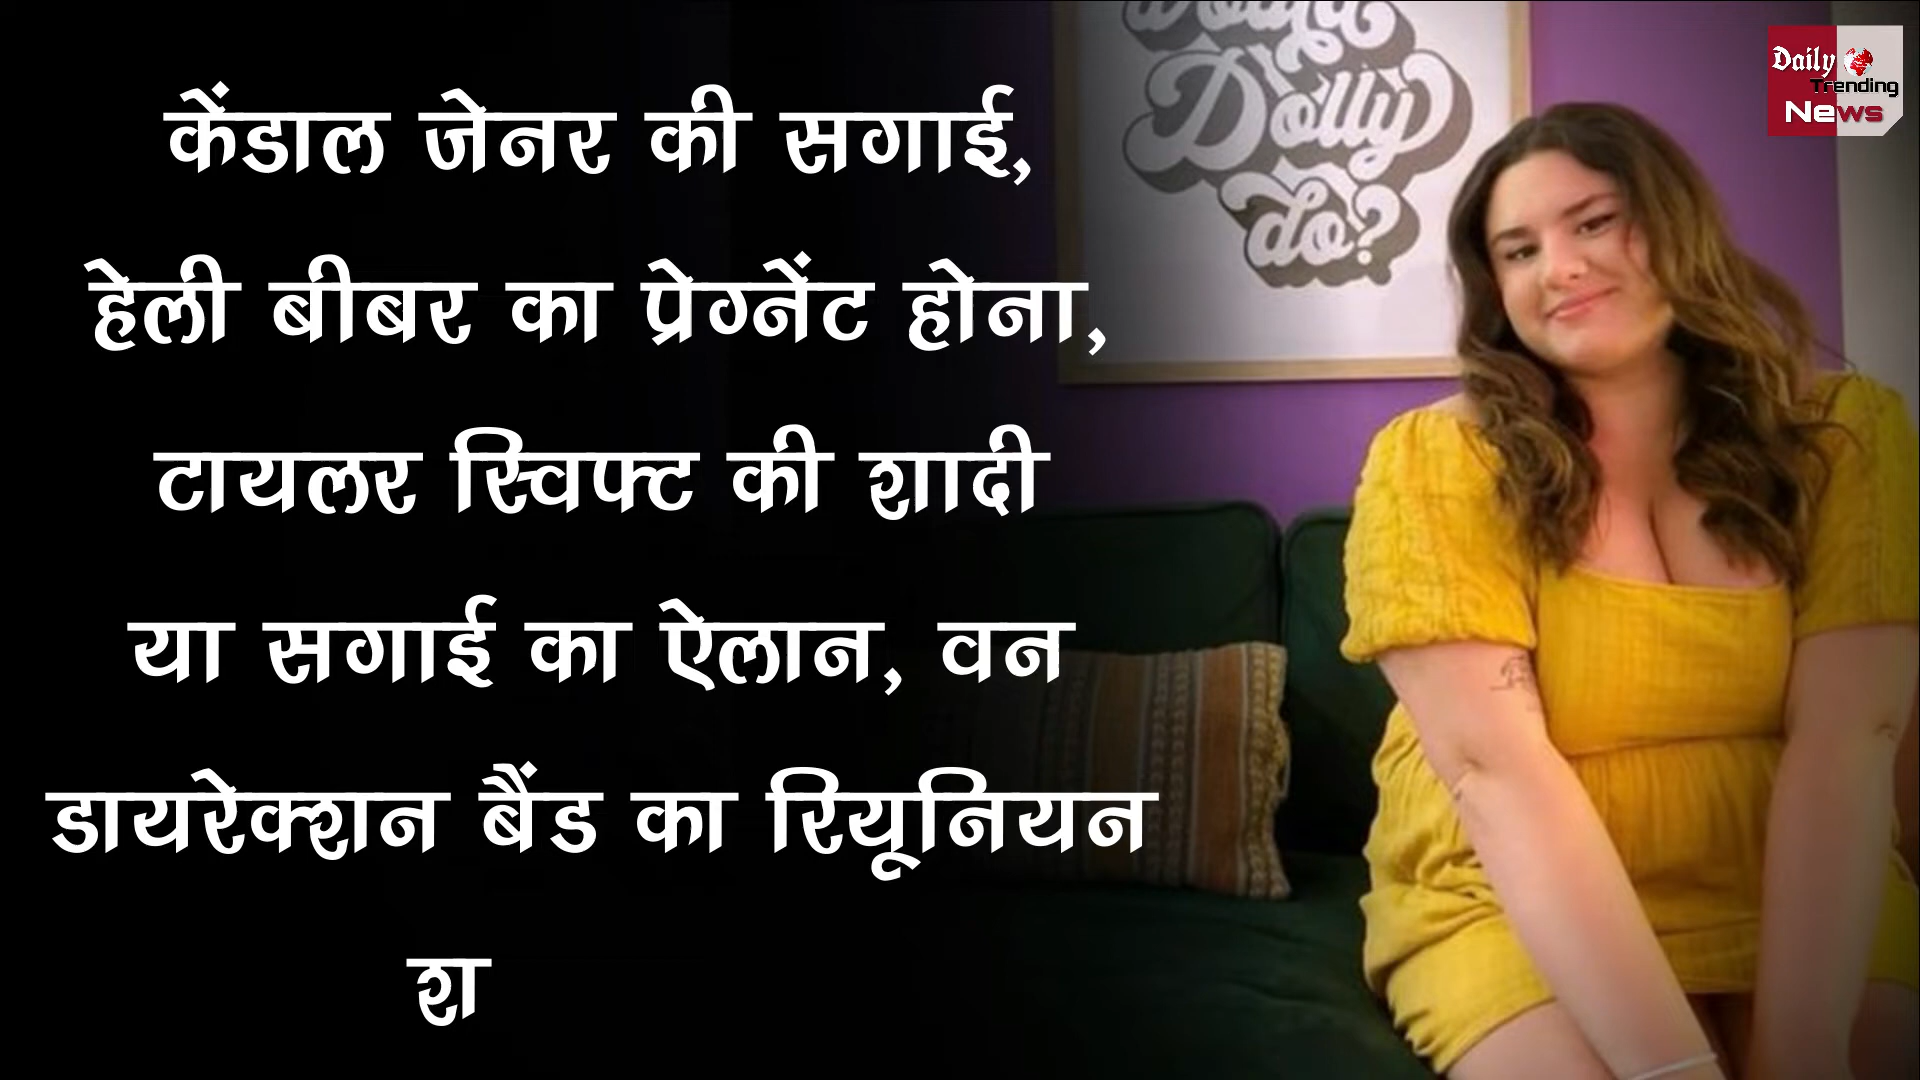 केंडाल जेनर की सगाई,
हेली बीबर का प्रेग्नेंट होना,
टायलर स्विफ्ट की शादी
या सगाई का ऐलान, वन
डायरेक्शन बैंड का रियूनियन
श
Dolly
do?
Daily
Trending
News